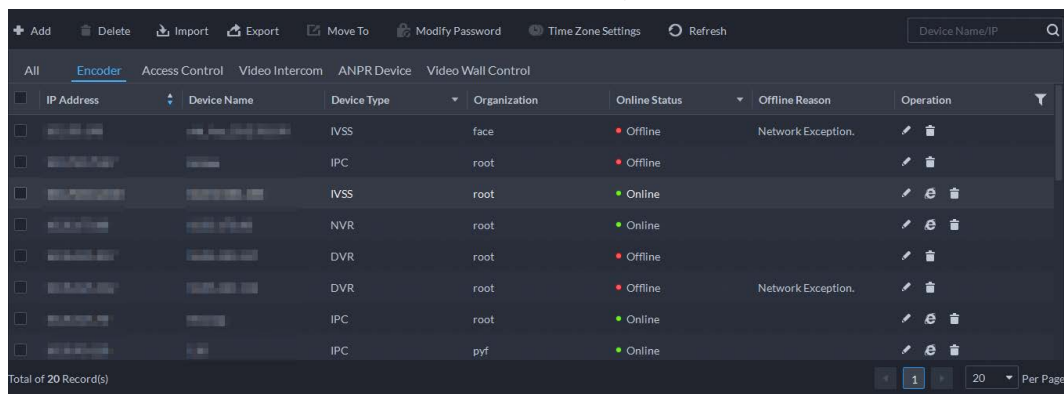 Add Delete Import Export Move To Modify Password Time Zone Settings Refresh Device Name/IP
All Encoder Access Control Video Intercom ANPR Device Video Wall Control
IP Address Device Name Device Type Organization Online Status Offline Reason Operation
IVSS face Offline Network Exception.
IPC root Offline
IVSS root Online
NVR root Online
DVR root Offline
DVR root Offline Network Exception.
IPC root Online
IPC pyf Online
Total of 20 Record(s) 1 20 Per Page